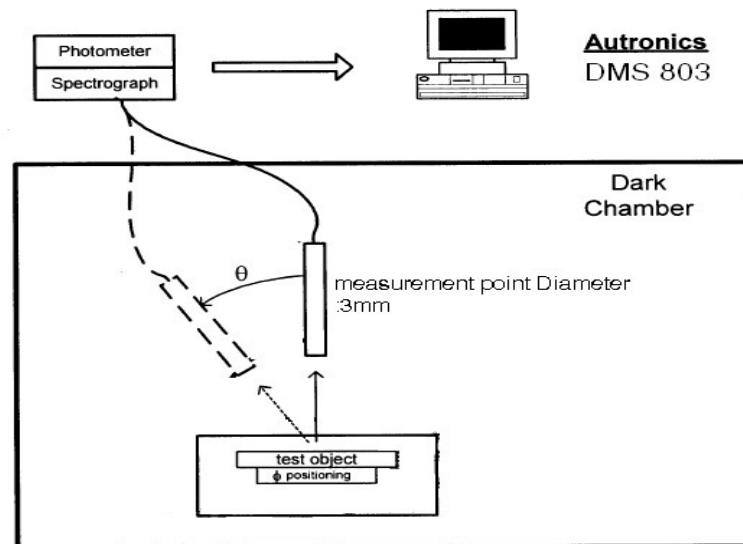 Photometer
Spectrograph
Autronics
DMS 803
Dark
Chamber
θ
measurement point Diameter
:3mm
test object
ϕ positioning